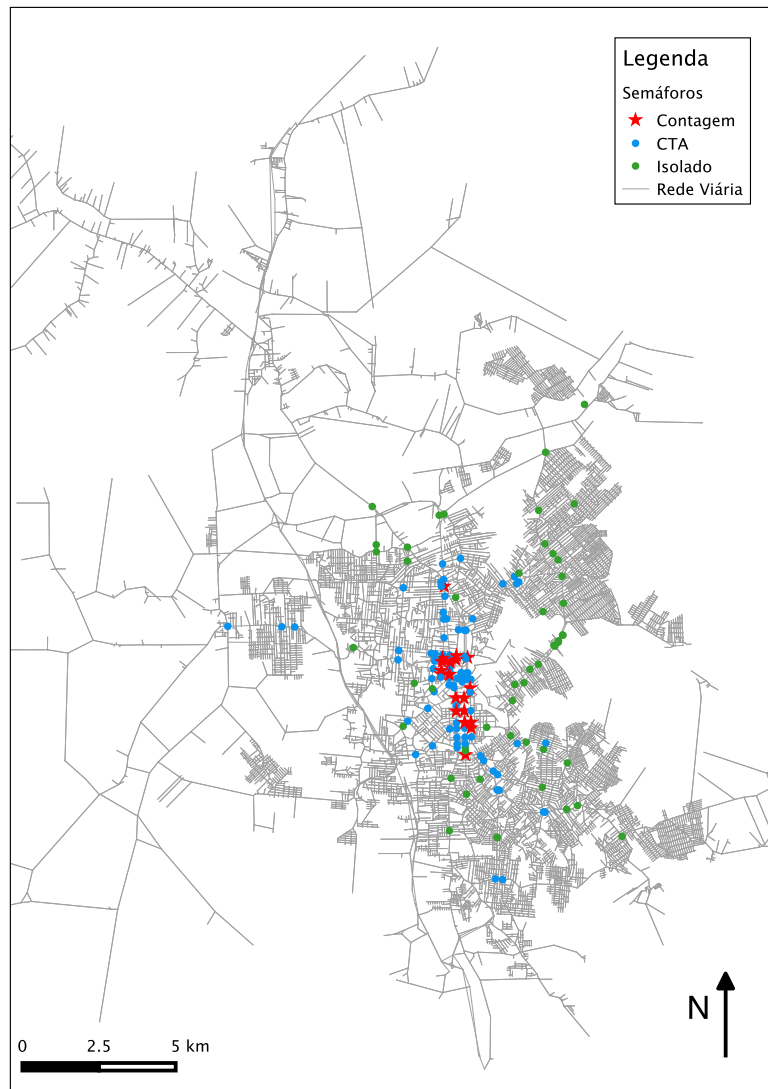 Legenda
Semáforos
Contagem
CTA
Isolado
Rede Viária
N
0 2.5 5 km